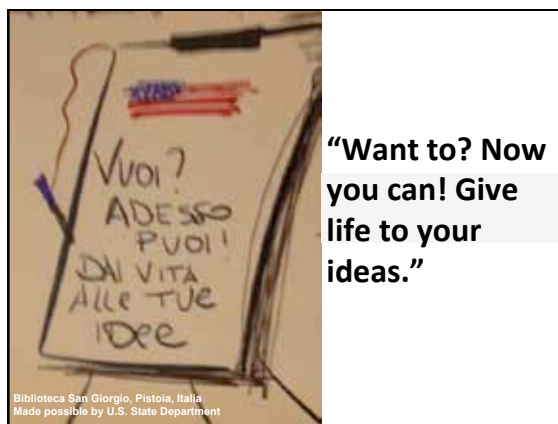 VUOI?
ADESSO
PUOI!
DAI VITA
ALLE TUE
IDEE
Biblioteca San Giorgio, Pistoia, Italia
Made possible by U.S. State Department
“Want to? Now
you can! Give
life to your
ideas.”